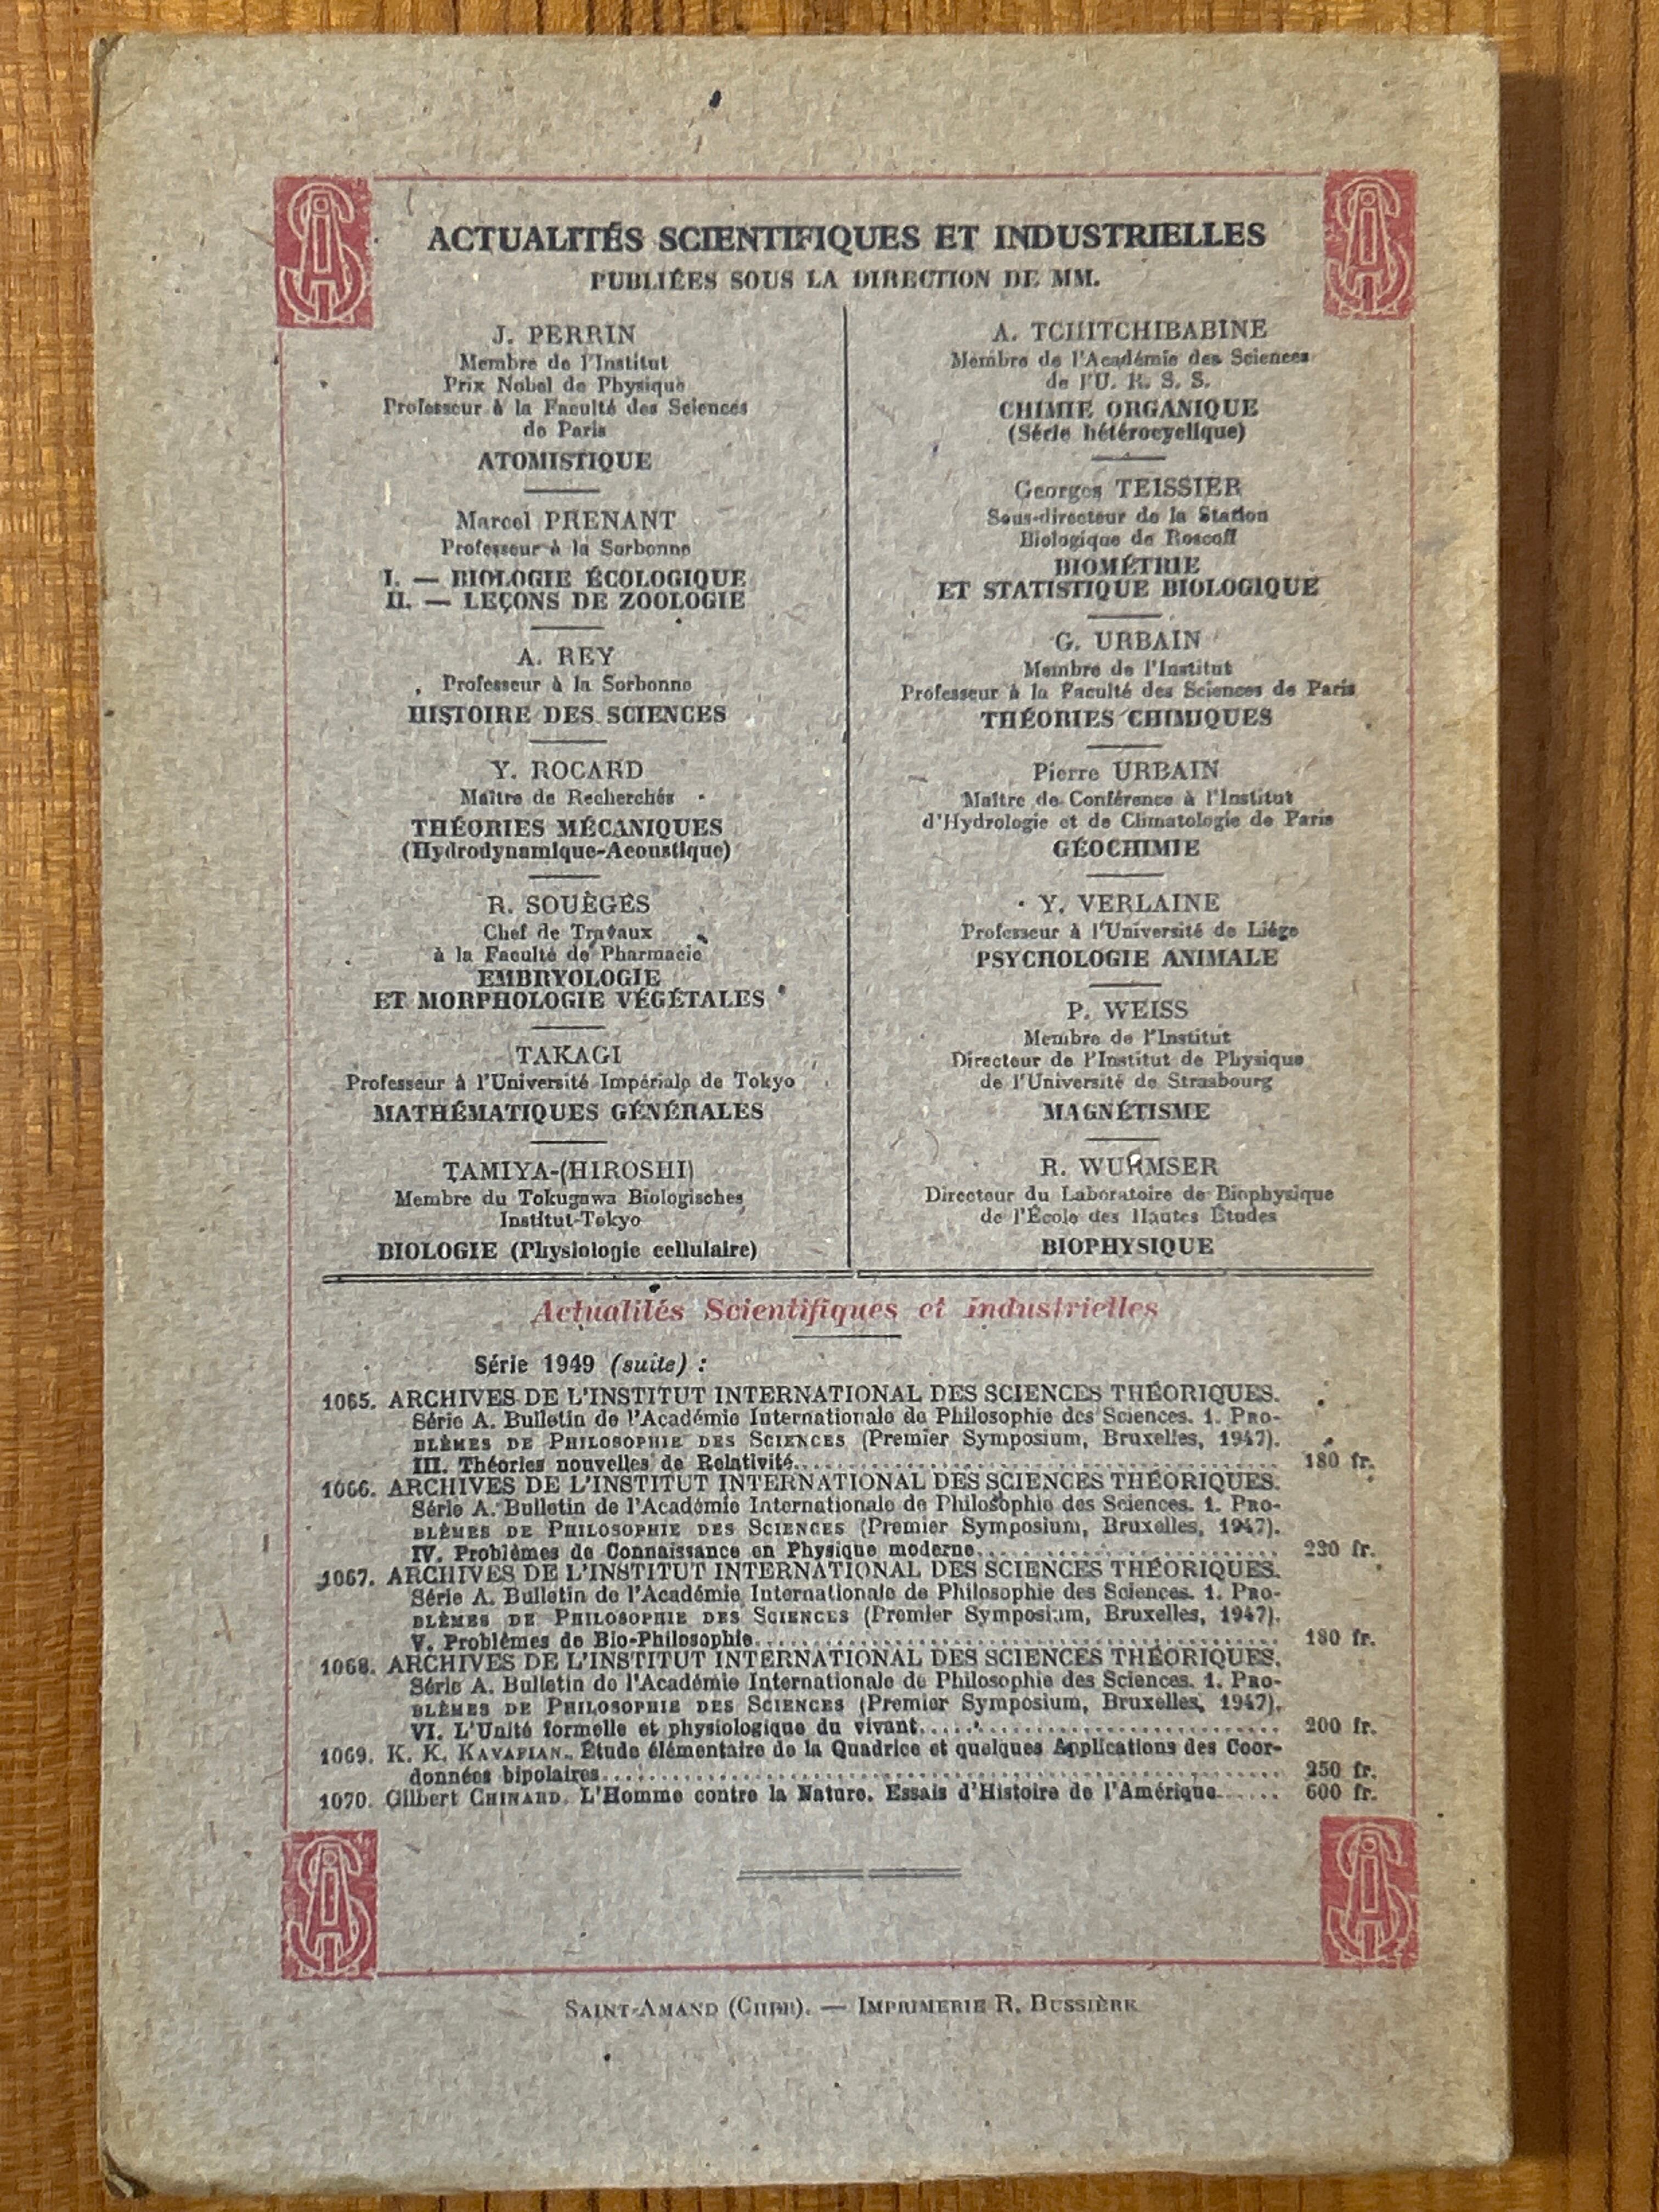 ACTUALITÉS SCIENTIFIQUES ET INDUSTRIELLES
PUBLIÉES SOUS LA DIRECTION DE MM.
J. PERRIN
Membre de l'Institut
Prix Nobel de Physique
Professeur à la Faculté des Sciences
de Paris
ATOMISTIQUE
Marcel PRENANT
Professeur à la Sorbonne
I. — BIOLOGIE ÉCOLOGIQUE
II. — LEÇONS DE ZOOLOGIE
A. REY
Professeur à la Sorbonne
HISTOIRE DES SCIENCES
Y. ROCARD
Maître de Recherches
THÉORIES MÉCANIQUES
(Hydrodynamique-Acoustique)
R. SOUÈGES
Chef de Travaux
à la Faculté de Pharmacie
EMBRYOLOGIE
ET MORPHOLOGIE VÉGÉTALES
TAKAGI
Professeur à l'Université Impériale de Tokyo
MATHÉMATIQUES GÉNÉRALES
TAMIYA-(HIROSHI)
Membre du Tokugawa Biologisches
Institut-Tokyo
BIOLOGIE (Physiologie cellulaire)
A. TCHITCHIBABINE
Membre de l'Académie des Sciences
de l'U. R. S. S.
CHIMIE ORGANIQUE
(Série hétérocyclique)
Georges TEISSIER
Sous-directeur de la Station
Biologique de Roscoff
BIOMÉTRIE
ET STATISTIQUE BIOLOGIQUE
G. URBAIN
Membre de l'Institut
Professeur à la Faculté des Sciences de Paris
THÉORIES CHIMIQUES
Pierre URBAIN
Maître de Conférence à l'Institut
d'Hydrologie et de Climatologie de Paris
GÉOCHIMIE
Y. VERLAINE
Professeur à l'Université de Liége
PSYCHOLOGIE ANIMALE
P. WEISS
Membre de l'Institut
Directeur de l'Institut de Physique
de l'Université de Strasbourg
MAGNÉTISME
R. WURMSER
Directeur du Laboratoire de Biophysique
de l'École des Hautes Études
BIOPHYSIQUE
Actualités Scientifiques et industrielles
Série 1949 (suite) :
1065. ARCHIVES DE L'INSTITUT INTERNATIONAL DES SCIENCES THÉORIQUES.
Série A. Bulletin de l'Académie Internationale de Philosophie des Sciences. 1. PRO-
BLÈMES DE PHILOSOPHIE DES SCIENCES (Premier Symposium, Bruxelles, 1947).
III. Théories nouvelles de Relativité........ 180 fr.
1066. ARCHIVES DE L'INSTITUT INTERNATIONAL DES SCIENCES THÉORIQUES.
Série A. Bulletin de l'Académie Internationale de Philosophie des Sciences. 1. PRO-
BLÈMES DE PHILOSOPHIE DES SCIENCES (Premier Symposium, Bruxelles, 1947).
IV. Problèmes de Connaissance en Physique moderne........ 230 fr.
1067. ARCHIVES DE L'INSTITUT INTERNATIONAL DES SCIENCES THÉORIQUES.
Série A. Bulletin de l'Académie Internationale de Philosophie des Sciences. 1. PRO-
BLÈMES DE PHILOSOPHIE DES SCIENCES (Premier Symposium, Bruxelles, 1947).
V. Problèmes de Bio-Philosophie........ 180 fr.
1068. ARCHIVES DE L'INSTITUT INTERNATIONAL DES SCIENCES THÉORIQUES.
Série A. Bulletin de l'Académie Internationale de Philosophie des Sciences. 1. PRO-
BLÈMES DE PHILOSOPHIE DES SCIENCES (Premier Symposium, Bruxelles, 1947).
VI. L'Unité formelle et physiologique du vivant........ 200 fr.
1069. K. K. KAVAFIAN. Étude élémentaire de la Quadrice et quelques Applications des Coor-
données bipolaires........ 250 fr.
1070. Gilbert CHINARD. L'Homme contre la Nature. Essais d'Histoire de l'Amérique...... 600 fr.
SAINT-AMAND (CHER). — IMPRIMERIE R. BUSSIÈRE